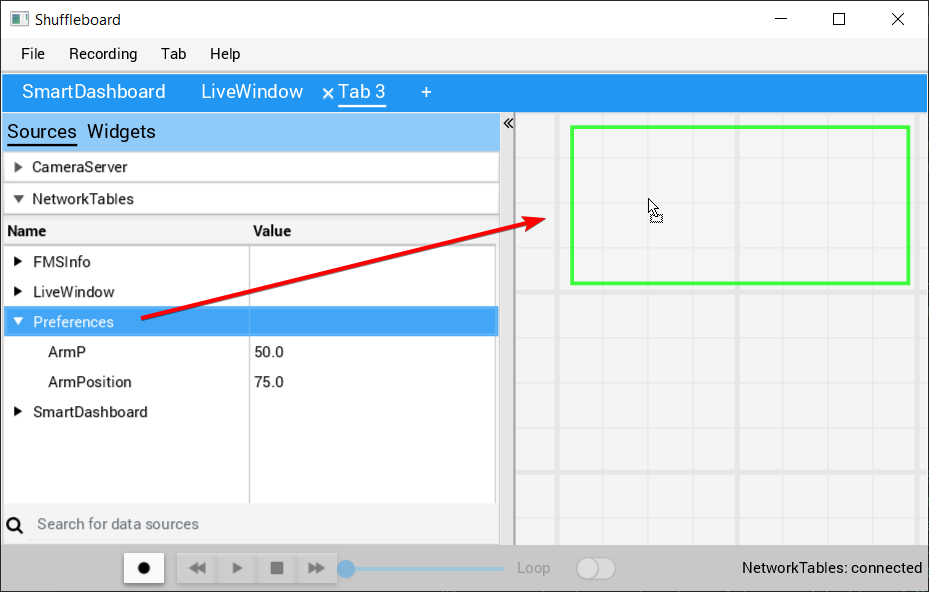 Shuffleboard
File Recording Tab Help
SmartDashboard LiveWindow Tab 3 +
Sources Widgets
CameraServer
NetworkTables
Name Value
FMSInfo
LiveWindow
Preferences
ArmP 50.0
ArmPosition 75.0
SmartDashboard
Search for data sources
Loop NetworkTables: connected